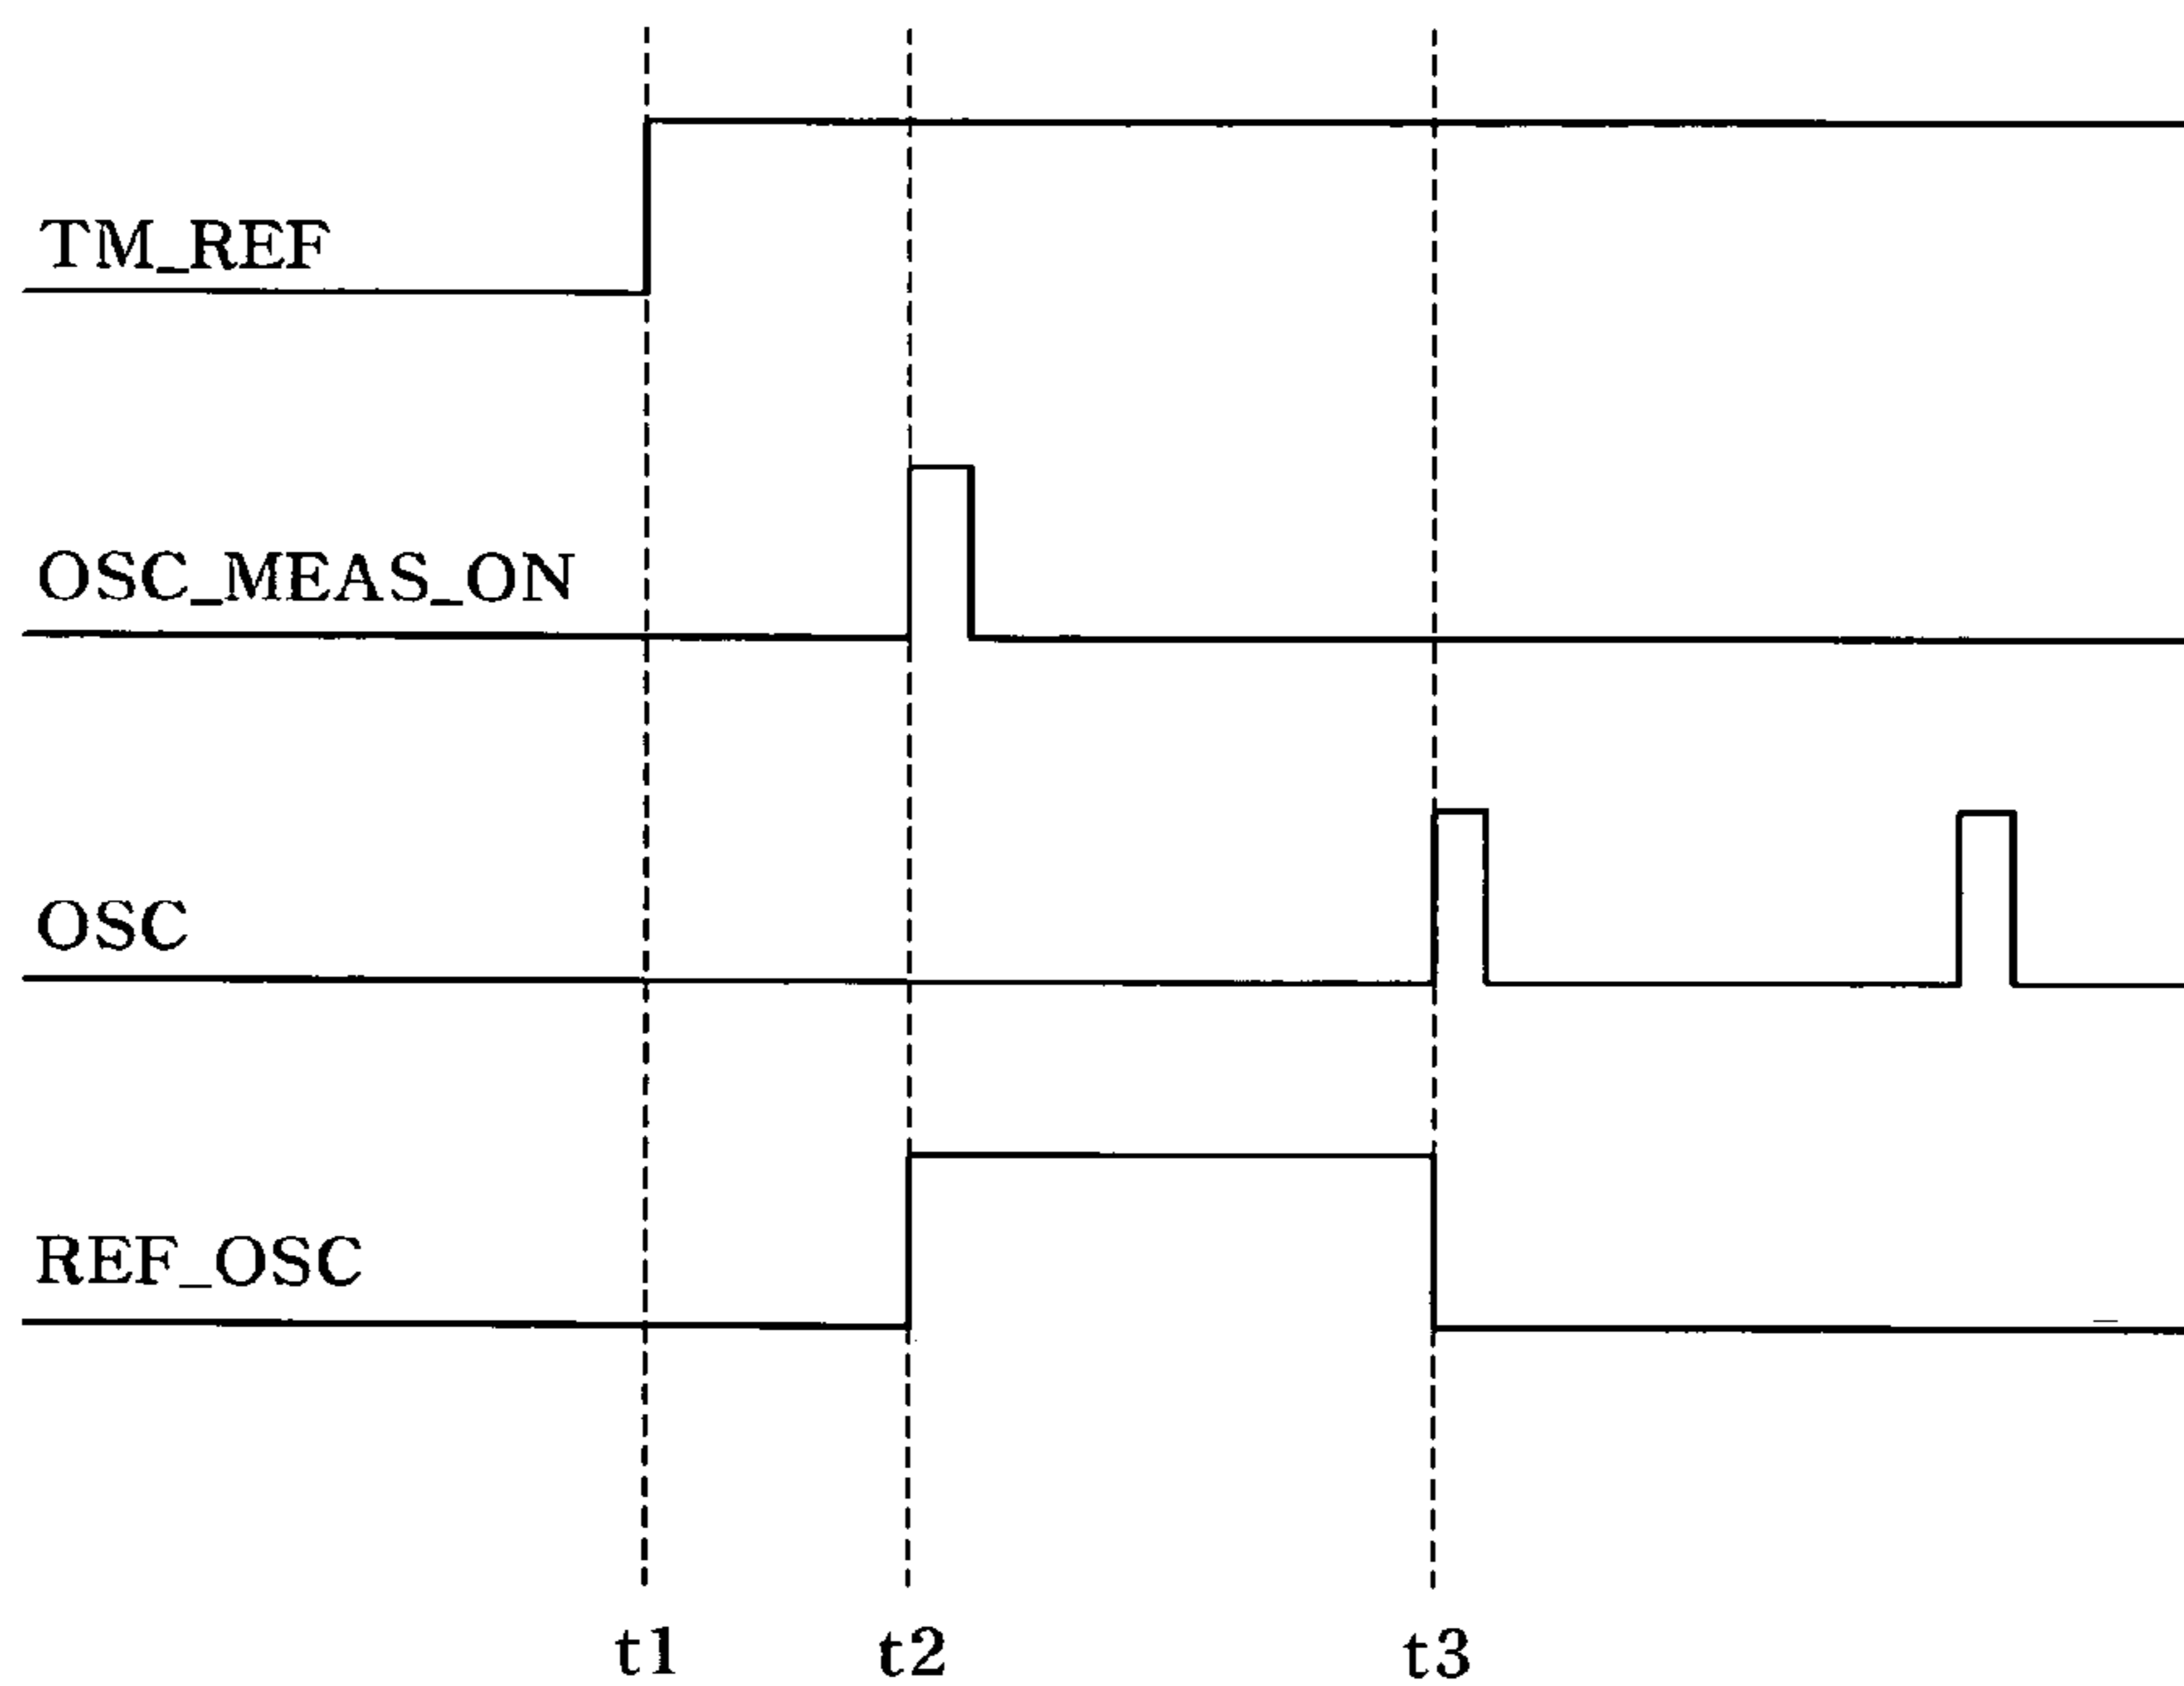 TM_REF
OSC_MEAS_ON
OSC
REF_OSC
t1 t2 t3